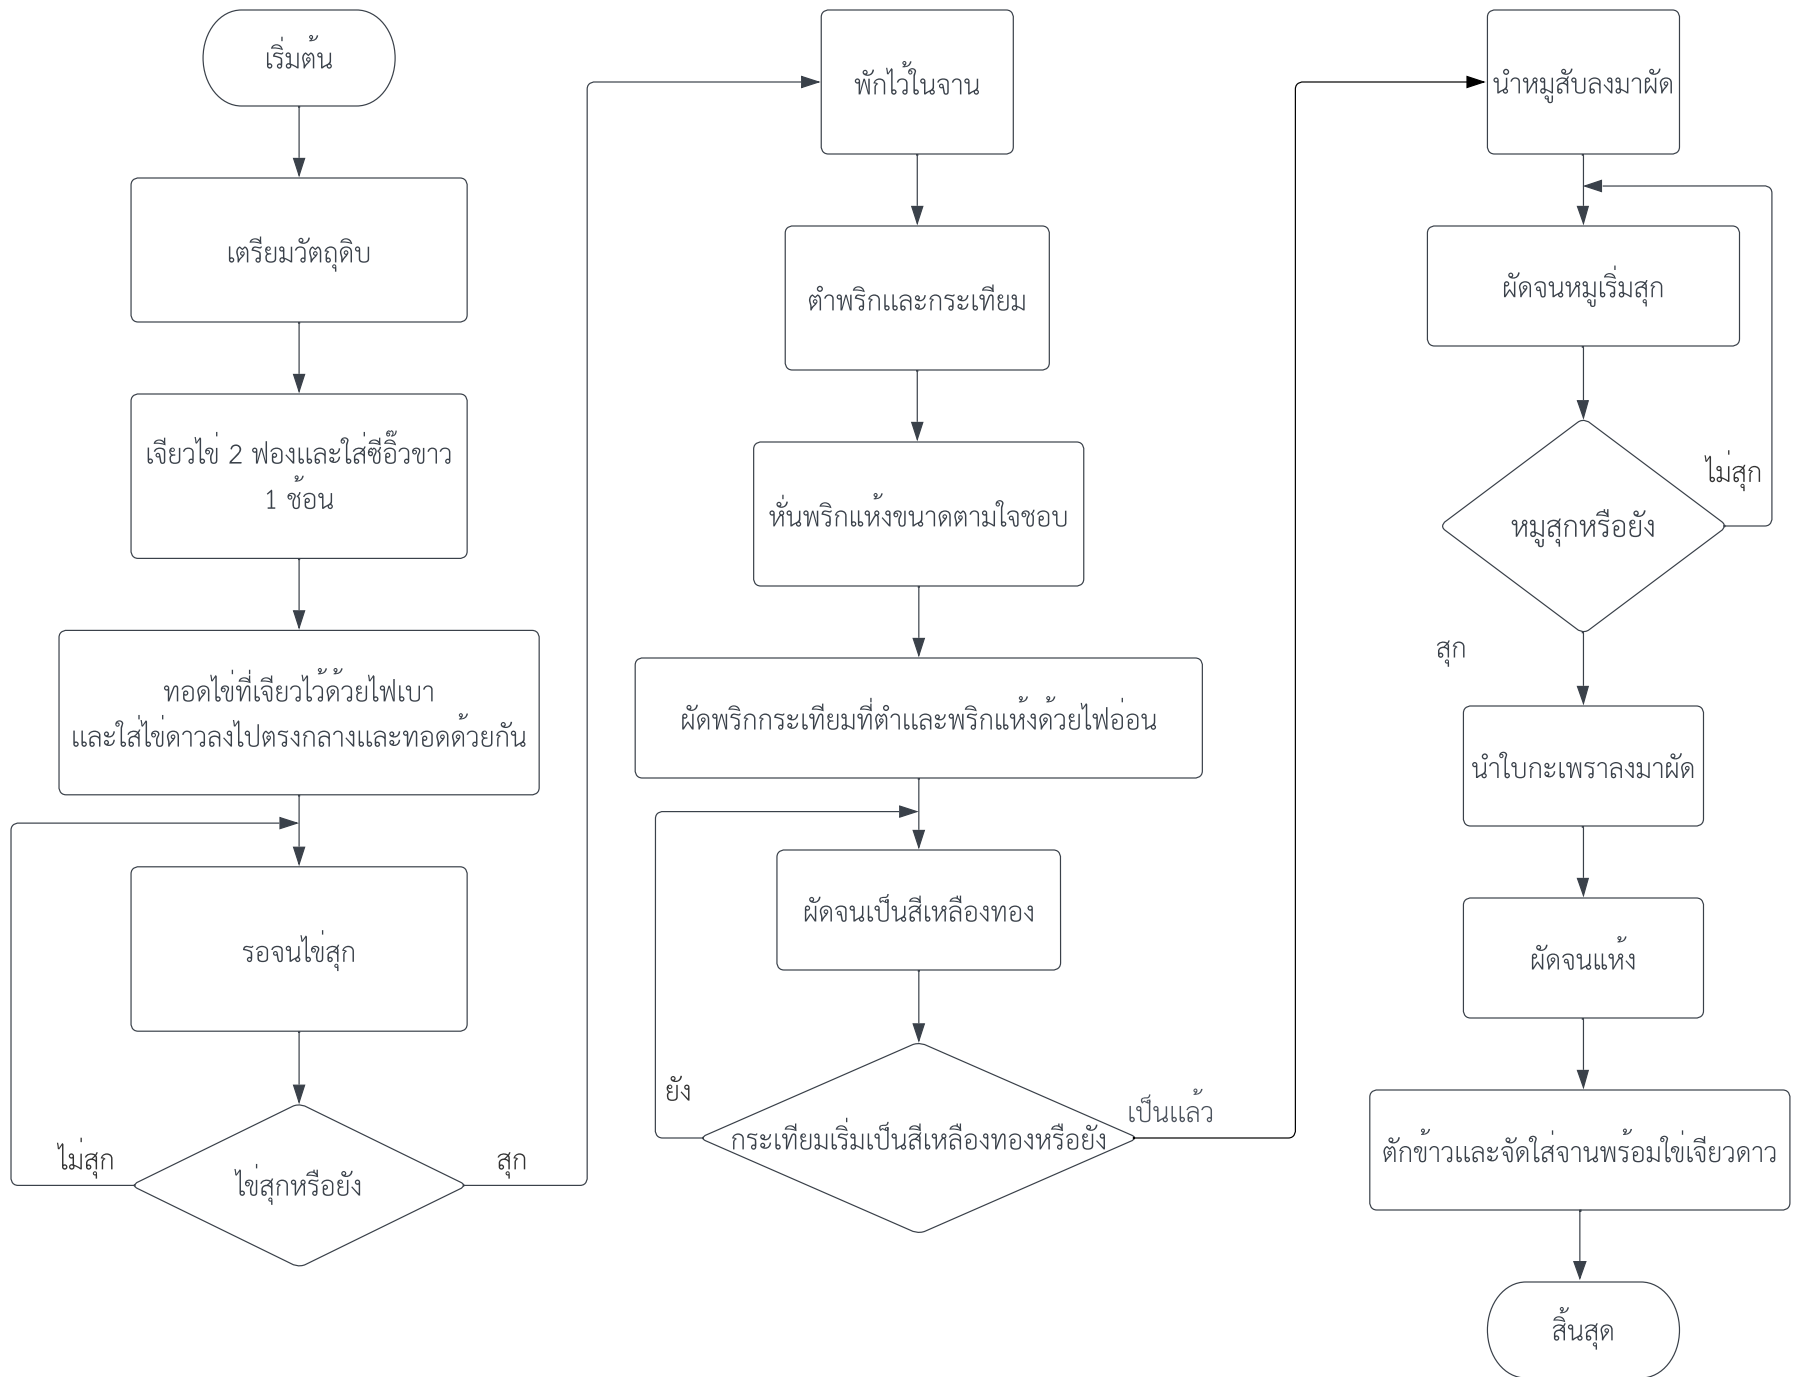 เริ่มต้น
เตรียมวัตถุดิบ
เจียวไข่ 2 ฟองและใส่ซีอิ๊วขาว
1 ช้อน
ทอดไข่ที่เจียวไว้ด้วยไฟเบา
และใส่ไข่ดาวลงไปตรงกลางและทอดด้วยกัน
รอจนไข่สุก
ไม่สุก
ไข่สุกหรือยัง
สุก
พักไว้ในจาน
ตำพริกและกระเทียม
หั่นพริกแห้งขนาดตามใจชอบ
ผัดพริกกระเทียมที่ตำและพริกแห้งด้วยไฟอ่อน
ผัดจนเป็นสีเหลืองทอง
ยัง
กระเทียมเริ่มเป็นสีเหลืองทองหรือยัง
เป็นแล้ว
นำหมูสับลงมาผัด
ผัดจนหมูเริ่มสุก
ไม่สุก
หมูสุกหรือยัง
สุก
นำใบกะเพราลงมาผัด
ผัดจนแห้ง
ตักข้าวและจัดใส่จานพร้อมไข่เจียวดาว
สิ้นสุด